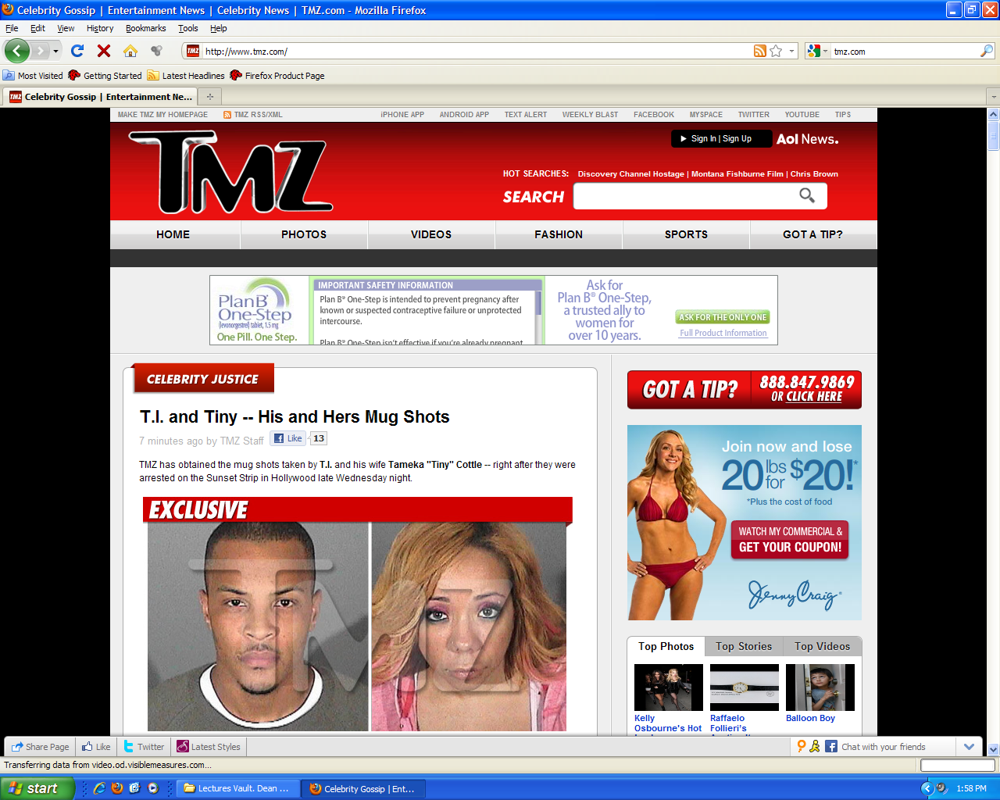 Celebrity Gossip | Entertainment News | Celebrity News | TMZ.com - Mozilla Firefox
File Edit View History Bookmarks Tools Help
TMZ http://www.tmz.com/ tmz.com
Most Visited Getting Started Latest Headlines Firefox Product Page
TMZ Celebrity Gossip | Entertainment Ne...
MAKE TMZ MY HOMEPAGE TMZ RSS/XML iPHONE APP ANDROID APP TEXT ALERT WEEKLY BLAST FACEBOOK MYSPACE TWITTER YOUTUBE TIPS
TMZ
Sign In | Sign Up Aol News.
HOT SEARCHES: Discovery Channel Hostage | Montana Fishburne Film | Chris Brown
SEARCH
HOME PHOTOS VIDEOS FASHION SPORTS GOT A TIP?
Plan B®
One-Step
(levonorgestrel) tablet, 1.5 mg
One Pill. One Step.
IMPORTANT SAFETY INFORMATION
Plan B® One-Step is intended to prevent pregnancy after
known or suspected contraceptive failure or unprotected
intercourse.
Plan B® One-Step isn't effective if you're already pregnant
Ask for
Plan B® One-Step,
a trusted ally to
women for
over 10 years.
ASK FOR THE ONLY ONE
Full Product Information
CELEBRITY JUSTICE
T.I. and Tiny -- His and Hers Mug Shots
7 minutes ago by TMZ Staff Like 13
TMZ has obtained the mug shots taken by T.I. and his wife Tameka "Tiny" Cottle -- right after they were
arrested on the Sunset Strip in Hollywood late Wednesday night.
EXCLUSIVE
TMZ
GOT A TIP? 888.847.9869
OR CLICK HERE
Join now and lose
20 lbs for $20!*
*Plus the cost of food
WATCH MY COMMERCIAL &
GET YOUR COUPON!
Jenny Craig®
Top Photos Top Stories Top Videos
Kelly
Osbourne's Hot
Raffaelo
Follieri's
Balloon Boy
Share Page Like Twitter Latest Styles Chat with your friends
Transferring data from video.od.visiblemeasures.com...
start Lectures Vault. Dean ... Celebrity Gossip | Ent... 1:58 PM